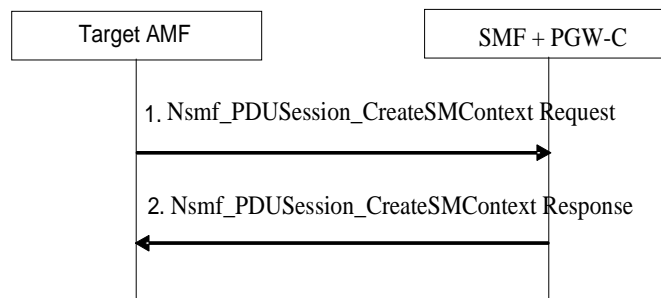 Target AMF
SMF + PGW-C
1. Nsmf_PDUSession_CreateSMContext Request
2. Nsmf_PDUSession_CreateSMContext Response